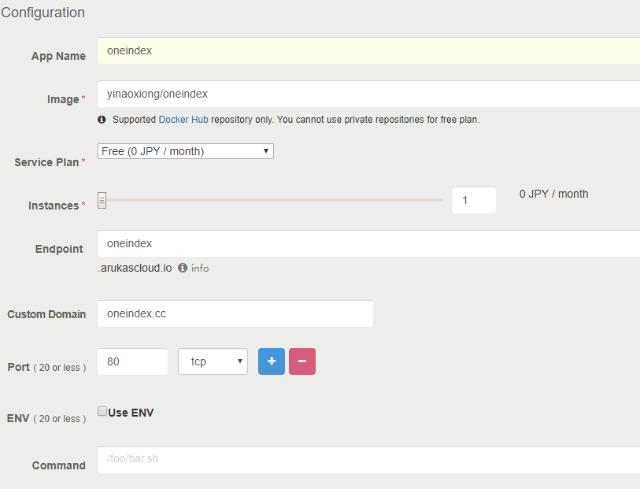 Configuration
App Name oneindex
Image * yinaoxiong/oneindex
Supported Docker Hub repository only. You cannot use private repositories for free plan.
Service Plan * Free (0 JPY / month)
Instances * 1 0 JPY / month
Endpoint oneindex
.arukascloud.io info
Custom Domain oneindex.cc
Port ( 20 or less ) 80 tcp + −
ENV ( 20 or less ) Use ENV
Command /foo/bar.sh